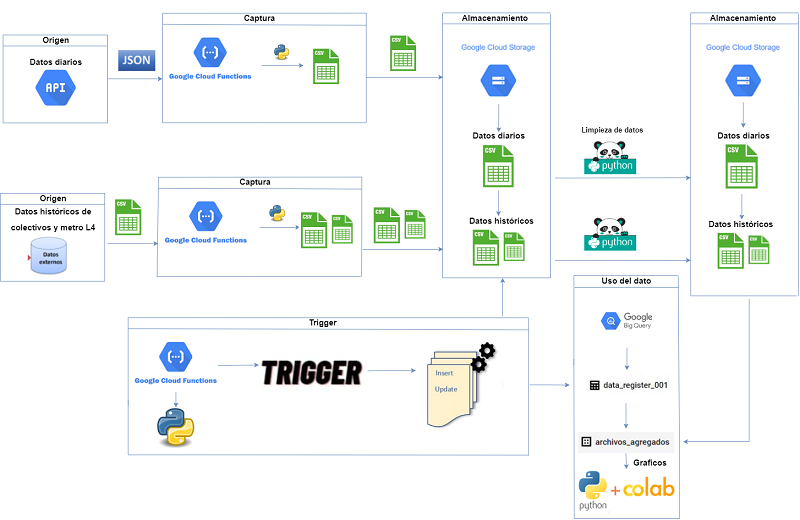 Origen
Datos diarios
API
JSON
Captura
Google Cloud Functions
CSV
CSV
Almacenamiento
Google Cloud Storage
Datos diarios
CSV
Datos históricos
CSV
CSV
Limpieza de datos
python
python
Almacenamiento
Google Cloud Storage
Datos diarios
CSV
Datos históricos
CSV
CSV
Origen
Datos históricos de
colectivos y metro L4
Datos
externos
CSV
Captura
Google Cloud Functions
CSV
CSV
CSV
CSV
Trigger
Google Cloud Functions
TRIGGER
Insert
Update
Uso del dato
Google
Big Query
data_register_001
archivos_agregados
Graficos
python
+
colab